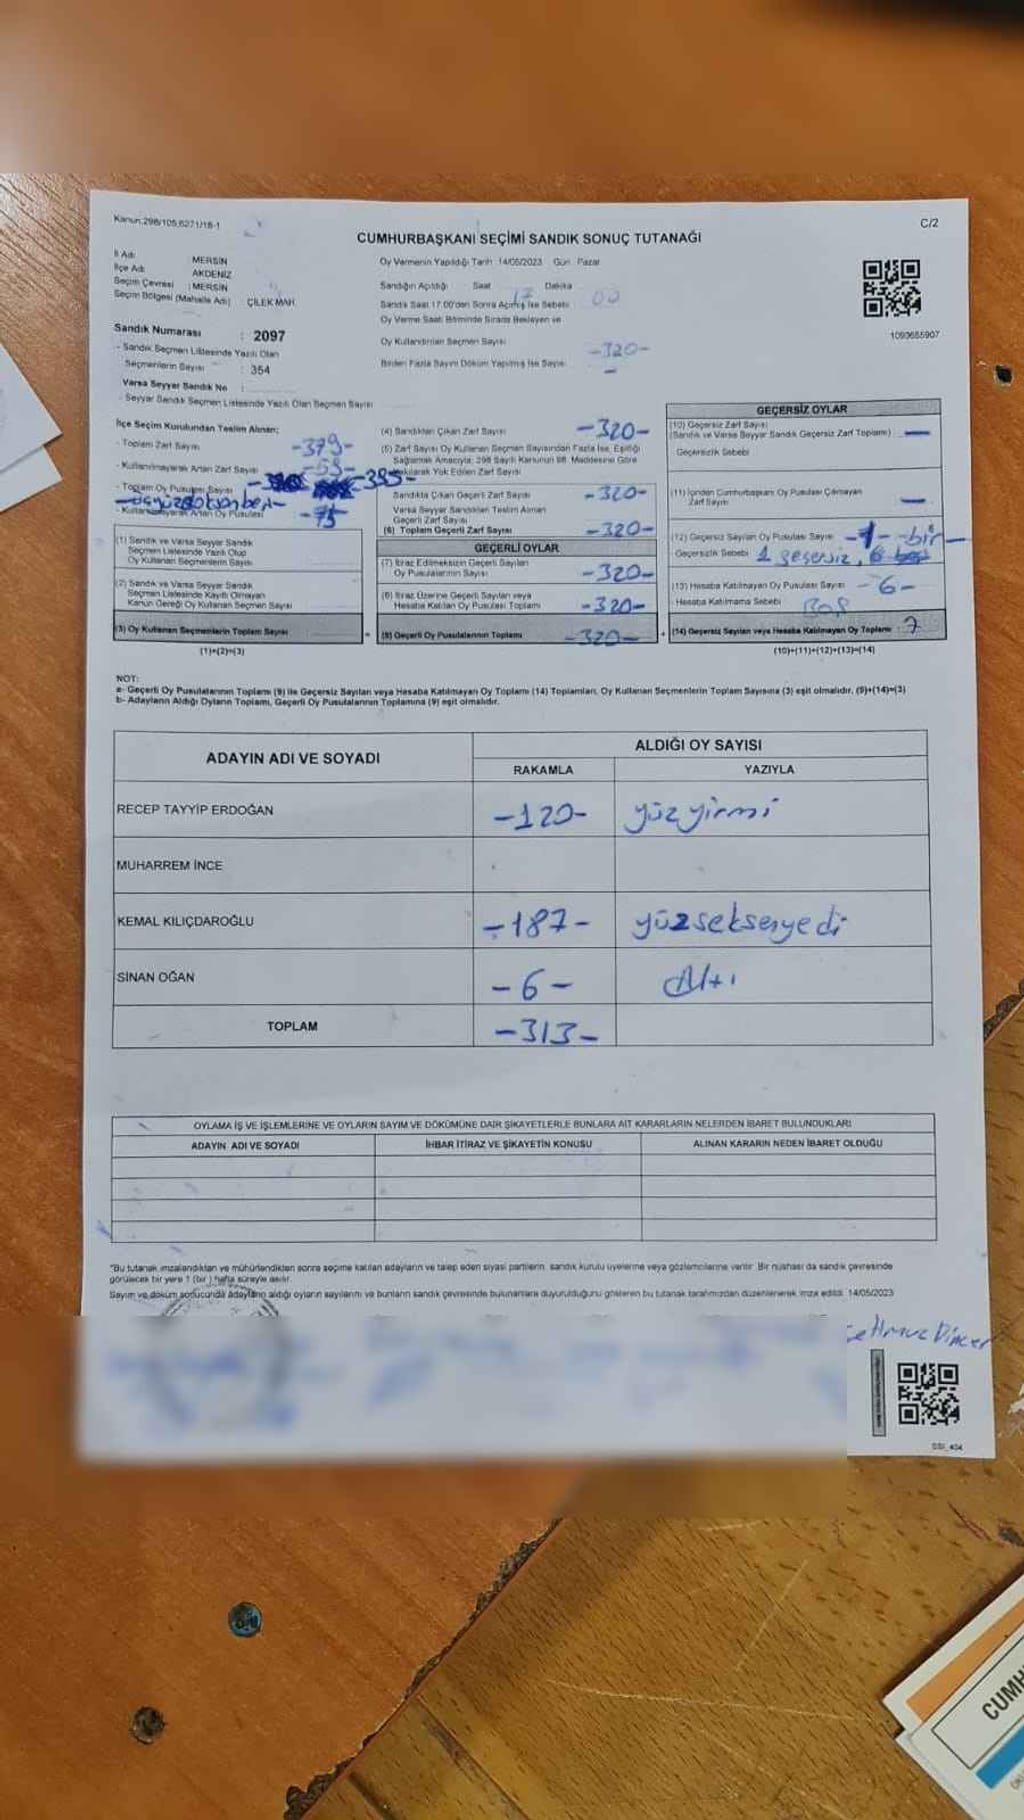 Kanun:298/105,6271/18-1
C/2
CUMHURBAŞKANI SEÇİMİ SANDIK SONUÇ TUTANAĞI
İl Adı : MERSİN
İlçe Adı : AKDENİZ
Seçim Çevresi : MERSİN
Seçim Bölgesi (Mahalle Adı) : ÇİLEK MAH.
Sandık Numarası : 2097
- Sandık Seçmen Listesinde Yazılı Olan
Seçmenlerin Sayısı : 354
Varsa Seyyar Sandık No :
- Seyyar Sandık Seçmen Listesinde Yazılı Olan Seçmen Sayısı
Oy Vermenin Yapıldığı Tarih :14/05/2023 Gün : Pazar
Sandığın Açıldığı Saat 17 Dakika 00
Sandık Saat 17:00'den Sonra Açılmış İse Sebebi
Oy Verme Saati Bitiminde Sırada Bekleyen ve
Oy Kullandırılan Seçmen Sayısı -320-
Birden Fazla Sayım Döküm Yapılmış İse Sayısı -
1093655907
İlçe Seçim Kurulundan Teslim Alınan;
- Toplam Zarf Sayısı -379-
- Kullanılmayarak Artan Zarf Sayısı -59-
- Toplam Oy Pusulası Sayısı -395-
-üçyüzdoksanbeş-
- Kullanılmayarak Artan Oy Pusulası -75
(1) Sandık ve Varsa Seyyar Sandık
Seçmen Listesinde Yazılı Olup
Oy Kullanan Seçmenlerin Sayısı
(2) Sandık ve Varsa Seyyar Sandık
Seçmen Listesinde Kayıtlı Olmayan
Kanun Gereği Oy Kullanan Seçmen Sayısı
(3) Oy Kullanan Seçmenlerin Toplam Sayısı
(1)+(2)=(3)
(4) Sandıktan Çıkan Zarf Sayısı -320-
(5) Zarf Sayısı Oy Kullanan Seçmen Sayısından Fazla İse, Eşitliği
Sağlamak Amacıyla; 298 Sayılı Kanunun 98. Maddesine Göre
Yakılarak Yok Edilen Zarf Sayısı
Sandıkta Çıkan Geçerli Zarf Sayısı -320-
Varsa Seyyar Sandıktan Teslim Alınan
Geçerli Zarf Sayısı
(6) Toplam Geçerli Zarf Sayısı -320-
GEÇERLİ OYLAR
(7) İtiraz Edilmeksizin Geçerli Sayılan
Oy Pusulalarının Sayısı -320-
(8) İtiraz Üzerine Geçerli Sayılan veya
Hesaba Katılan Oy Pusulası Toplamı -320-
(9) Geçerli Oy Pusulalarının Toplamı -320-
GEÇERSİZ OYLAR
(10) Geçersiz Zarf Sayısı
(Sandık ve Varsa Seyyar Sandık Geçersiz Zarf Toplamı) -
Geçersizlik Sebebi
(11) İçinden Cumhurbaşkanı Oy Pusulası Çıkmayan
Zarf Sayısı -
(12) Geçersiz Sayılan Oy Pusulası Sayısı -1- -bir-
Geçersizlik Sebebi 1 geçersiz, 6 boş
(13) Hesaba Katılmayan Oy Pusulası Sayısı -6-
- Hesaba Katılmama Sebebi Boş
(14) Geçersiz Sayılan veya Hesaba Katılmayan Oy Toplamı 7
(10)+(11)+(12)+(13)=(14)
NOT:
a- Geçerli Oy Pusulalarının Toplamı (9) ile Geçersiz Sayılan veya Hesaba Katılmayan Oy Toplamı (14) Toplamları, Oy Kullanan Seçmenlerin Toplam Sayısına (3) eşit olmalıdır. (9)+(14)=(3)
b- Adayların Aldığı Oyların Toplamı, Geçerli Oy Pusulalarının Toplamına (9) eşit olmalıdır.
ADAYIN ADI VE SOYADI
ALDIĞI OY SAYISI
RAKAMLA YAZIYLA
RECEP TAYYİP ERDOĞAN -120- yüzyirmi
MUHARREM İNCE
KEMAL KILIÇDAROĞLU -187- yüzseksenyedi
SİNAN OĞAN -6- Altı
TOPLAM -313-
OYLAMA İŞ VE İŞLEMLERİNE VE OYLARIN SAYIM VE DÖKÜMÜNE DAİR ŞİKAYETLERLE BUNLARA AİT KARARLARIN NELERDEN İBARET BULUNDUKLARI
ADAYIN ADI VE SOYADI İHBAR İTİRAZ VE ŞİKAYETİN KONUSU ALINAN KARARIN NEDEN İBARET OLDUĞU
"Bu tutanak imzalandıktan ve mühürlendikten sonra seçime katılan adayların ve talep eden siyasi partilerin, sandık kurulu üyelerine veya gözlemcilerine verilir. Bir nüshası da sandık çevresinde
görülecek bir yere 1 (bir) hafta süreyle asılır.
Sayım ve döküm sonucunda adayların aldığı oyların sayılarını ve bunların sandık çevresinde bulunanlara duyurulduğunu gösteren bu tutanak tarafımızdan düzenlenerek imza edildi. 14/05/2023
Dinçer
SSI_404
CUMH